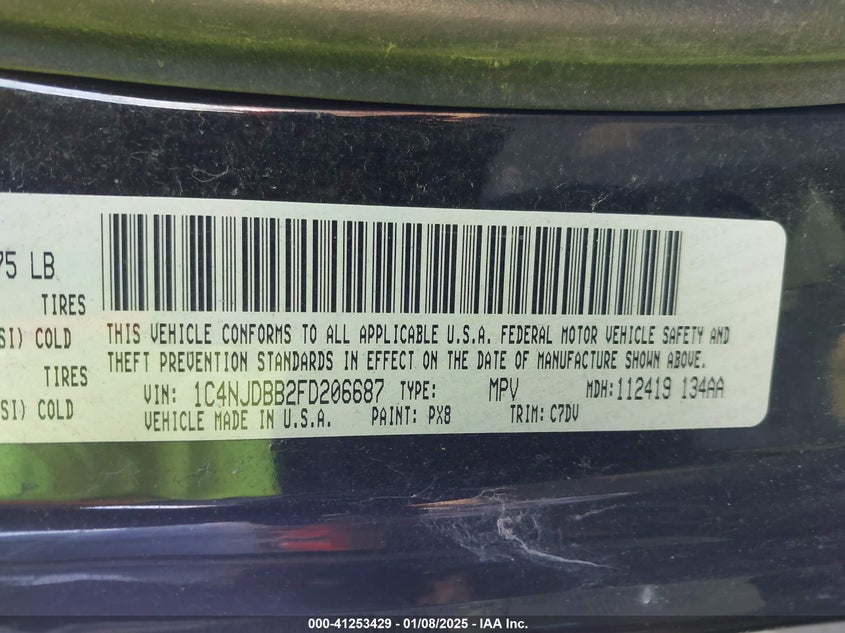 75 LB
TIRES
SI) COLD
TIRES
SI) COLD
THIS VEHICLE CONFORMS TO ALL APPLICABLE U.S.A. FEDERAL MOTOR VEHICLE SAFETY AND
THEFT PREVENTION STANDARDS IN EFFECT ON THE DATE OF MANUFACTURE SHOWN ABOVE.
VIN: 1C4NJDBB2FD206687 TYPE: MPV MDH:112419 134AA
VEHICLE MADE IN U.S.A. PAINT: PX8 TRIM: C7DV
000-41253429 - 01/08/2025 - IAA Inc.